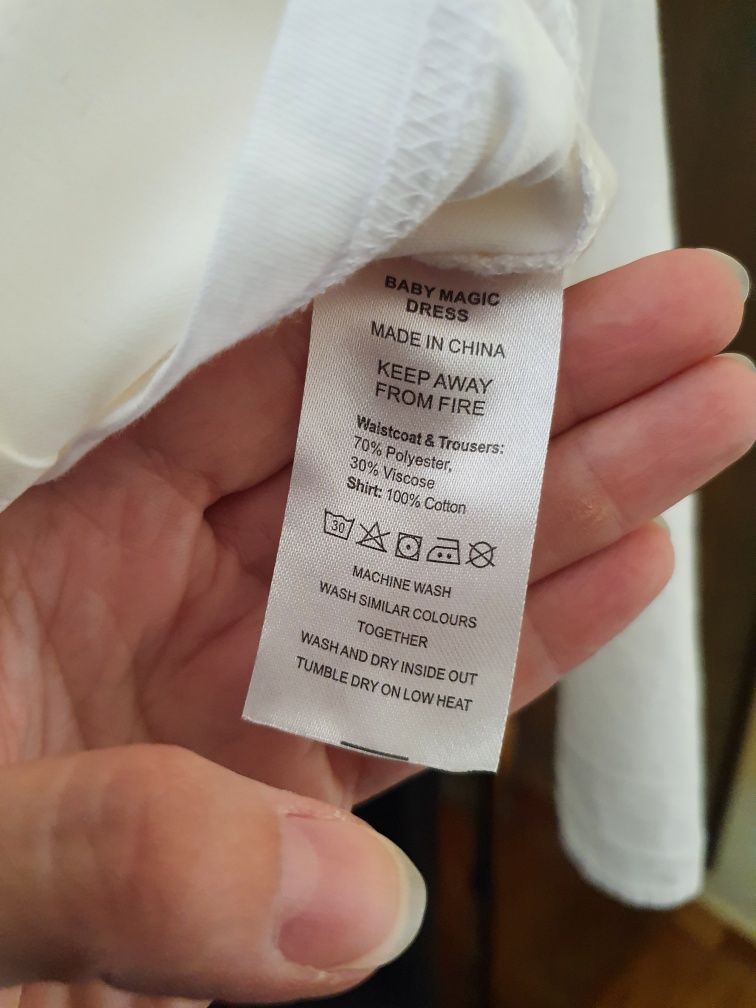 BABY MAGIC
DRESS
MADE IN CHINA
KEEP AWAY
FROM FIRE
Waistcoat & Trousers:
70% Polyester,
30% Viscose
Shirt: 100% Cotton
30
MACHINE WASH
WASH SIMILAR COLOURS
TOGETHER
WASH AND DRY INSIDE OUT
TUMBLE DRY ON LOW HEAT